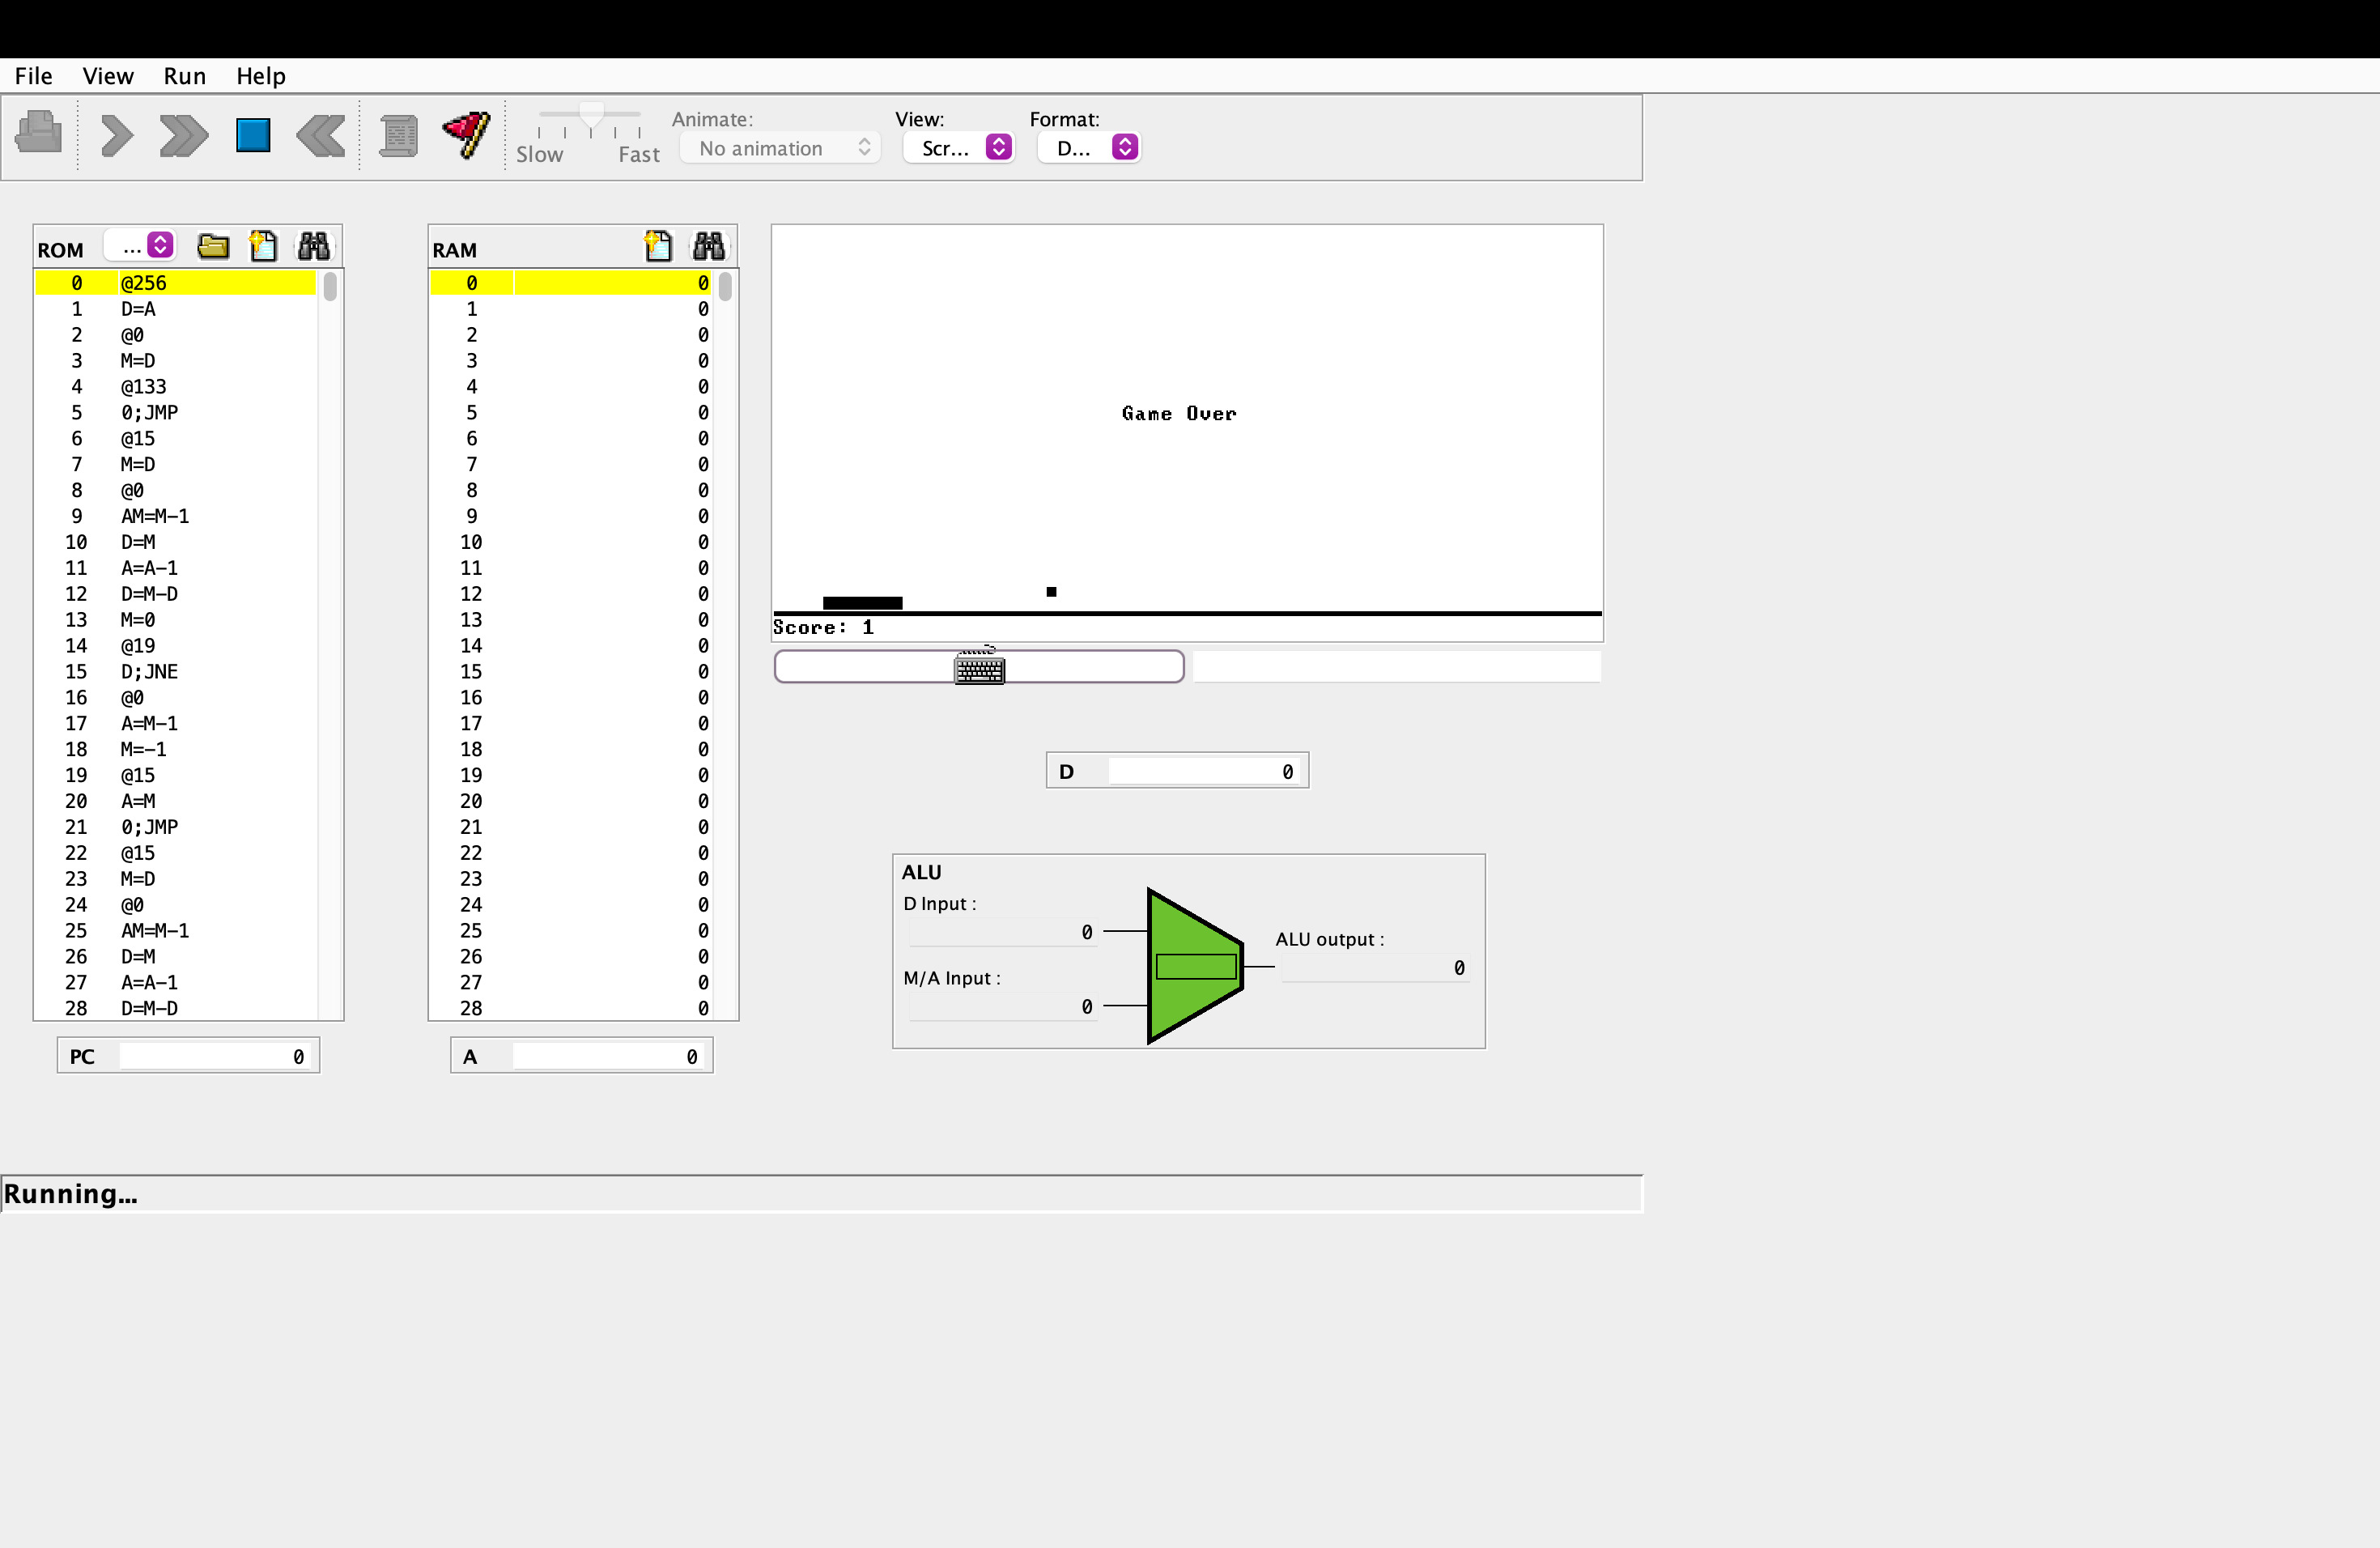 File View Run Help
Slow Fast
Animate:
No animation
View:
Scr...
Format:
D...
ROM ...
0 @256
1 D=A
2 @0
3 M=D
4 @133
5 0;JMP
6 @15
7 M=D
8 @0
9 AM=M-1
10 D=M
11 A=A-1
12 D=M-D
13 M=0
14 @19
15 D;JNE
16 @0
17 A=M-1
18 M=-1
19 @15
20 A=M
21 0;JMP
22 @15
23 M=D
24 @0
25 AM=M-1
26 D=M
27 A=A-1
28 D=M-D
PC 0
RAM
0 0
1 0
2 0
3 0
4 0
5 0
6 0
7 0
8 0
9 0
10 0
11 0
12 0
13 0
14 0
15 0
16 0
17 0
18 0
19 0
20 0
21 0
22 0
23 0
24 0
25 0
26 0
27 0
28 0
A 0
Game Over
Score: 1
D 0
ALU
D Input :
0
M/A Input :
0
ALU output :
0
Running...